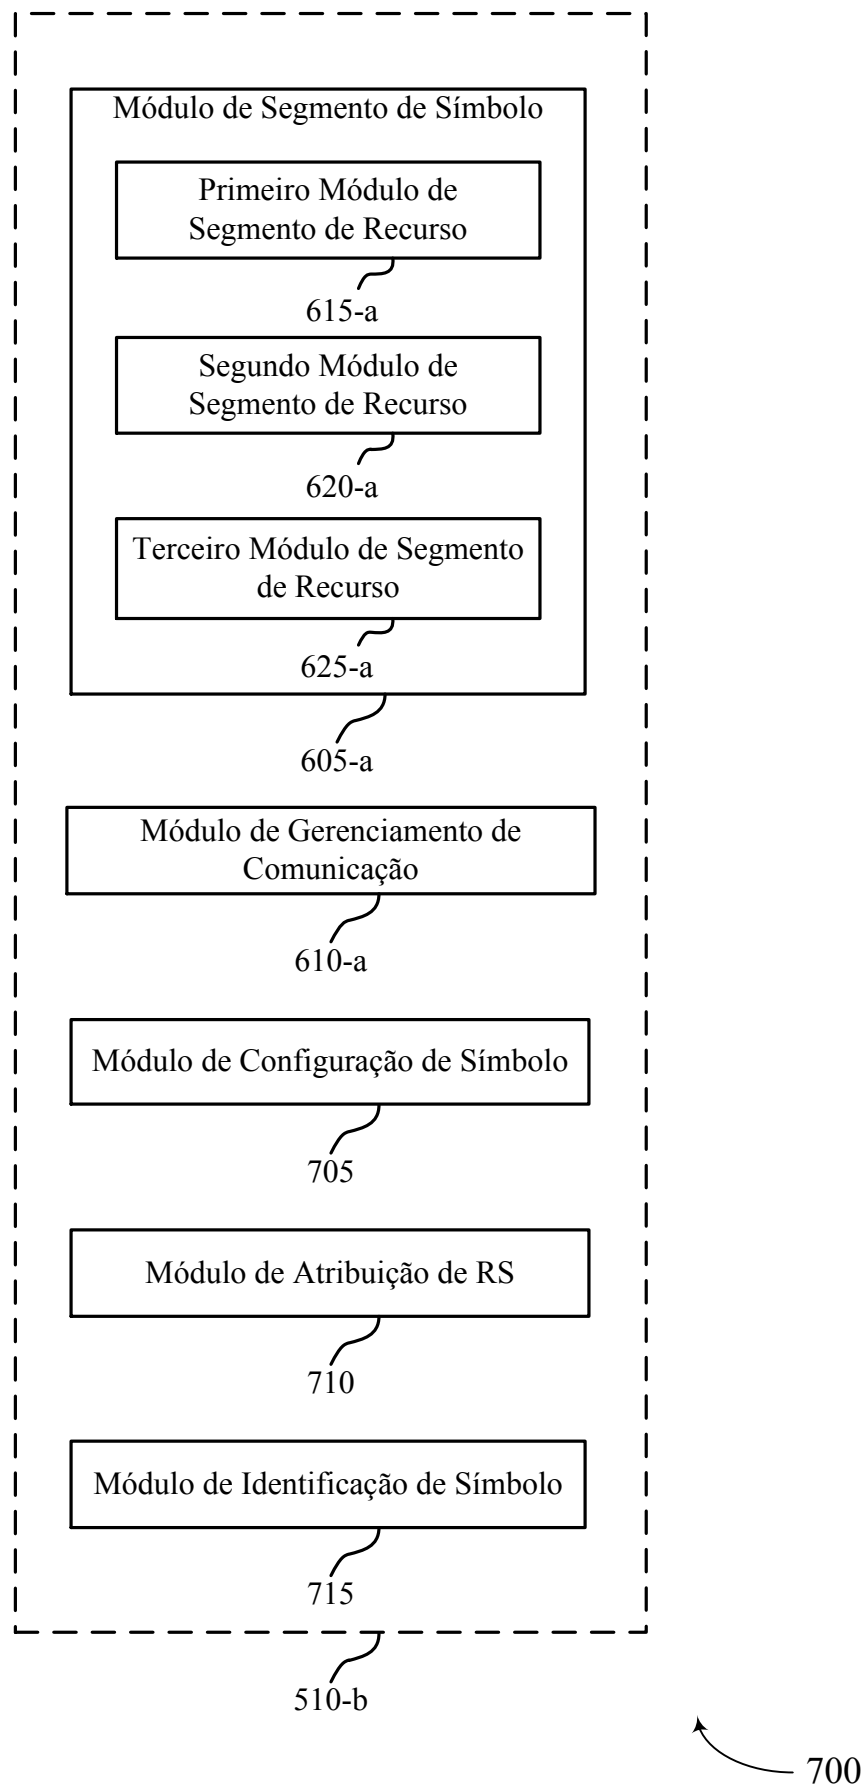 Módulo de Segmento de Símbolo
Primeiro Módulo de
Segmento de Recurso
615-a
Segundo Módulo de
Segmento de Recurso
620-a
Terceiro Módulo de Segmento
de Recurso
625-a
605-a
Módulo de Gerenciamento de
Comunicação
610-a
Módulo de Configuração de Símbolo
705
Módulo de Atribuição de RS
710
Módulo de Identificação de Símbolo
715
510-b
700